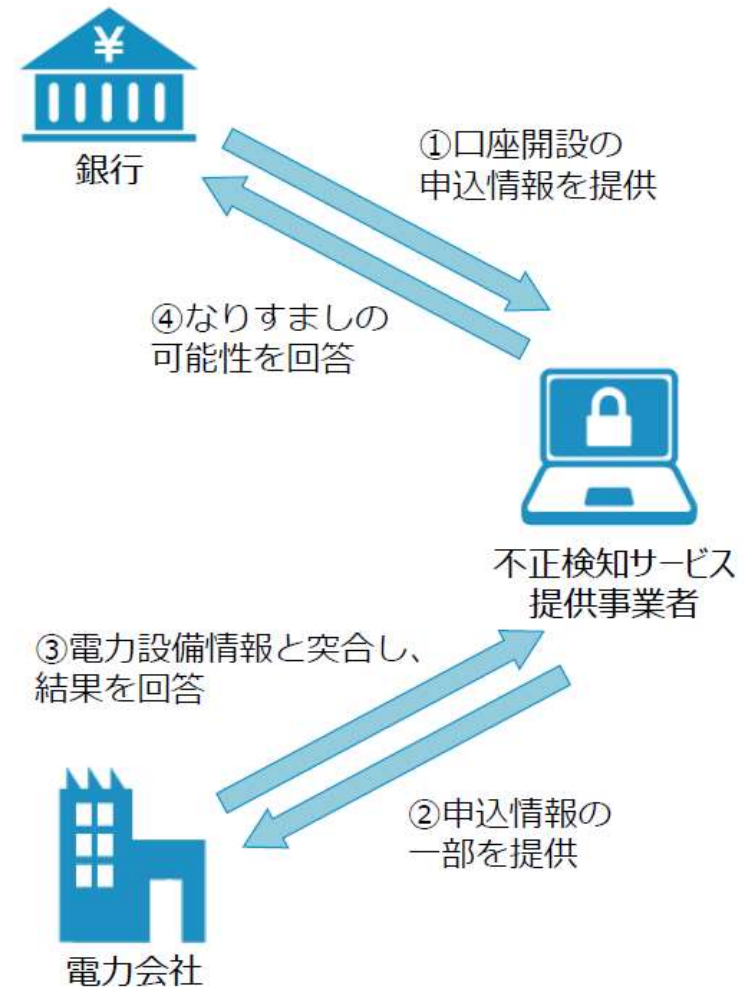 ¥
銀行
①口座開設の
申込情報を提供
④なりすましの
可能性を回答
不正検知サービス
提供事業者
③電力設備情報と突合し、
結果を回答
②申込情報の
一部を提供
電力会社